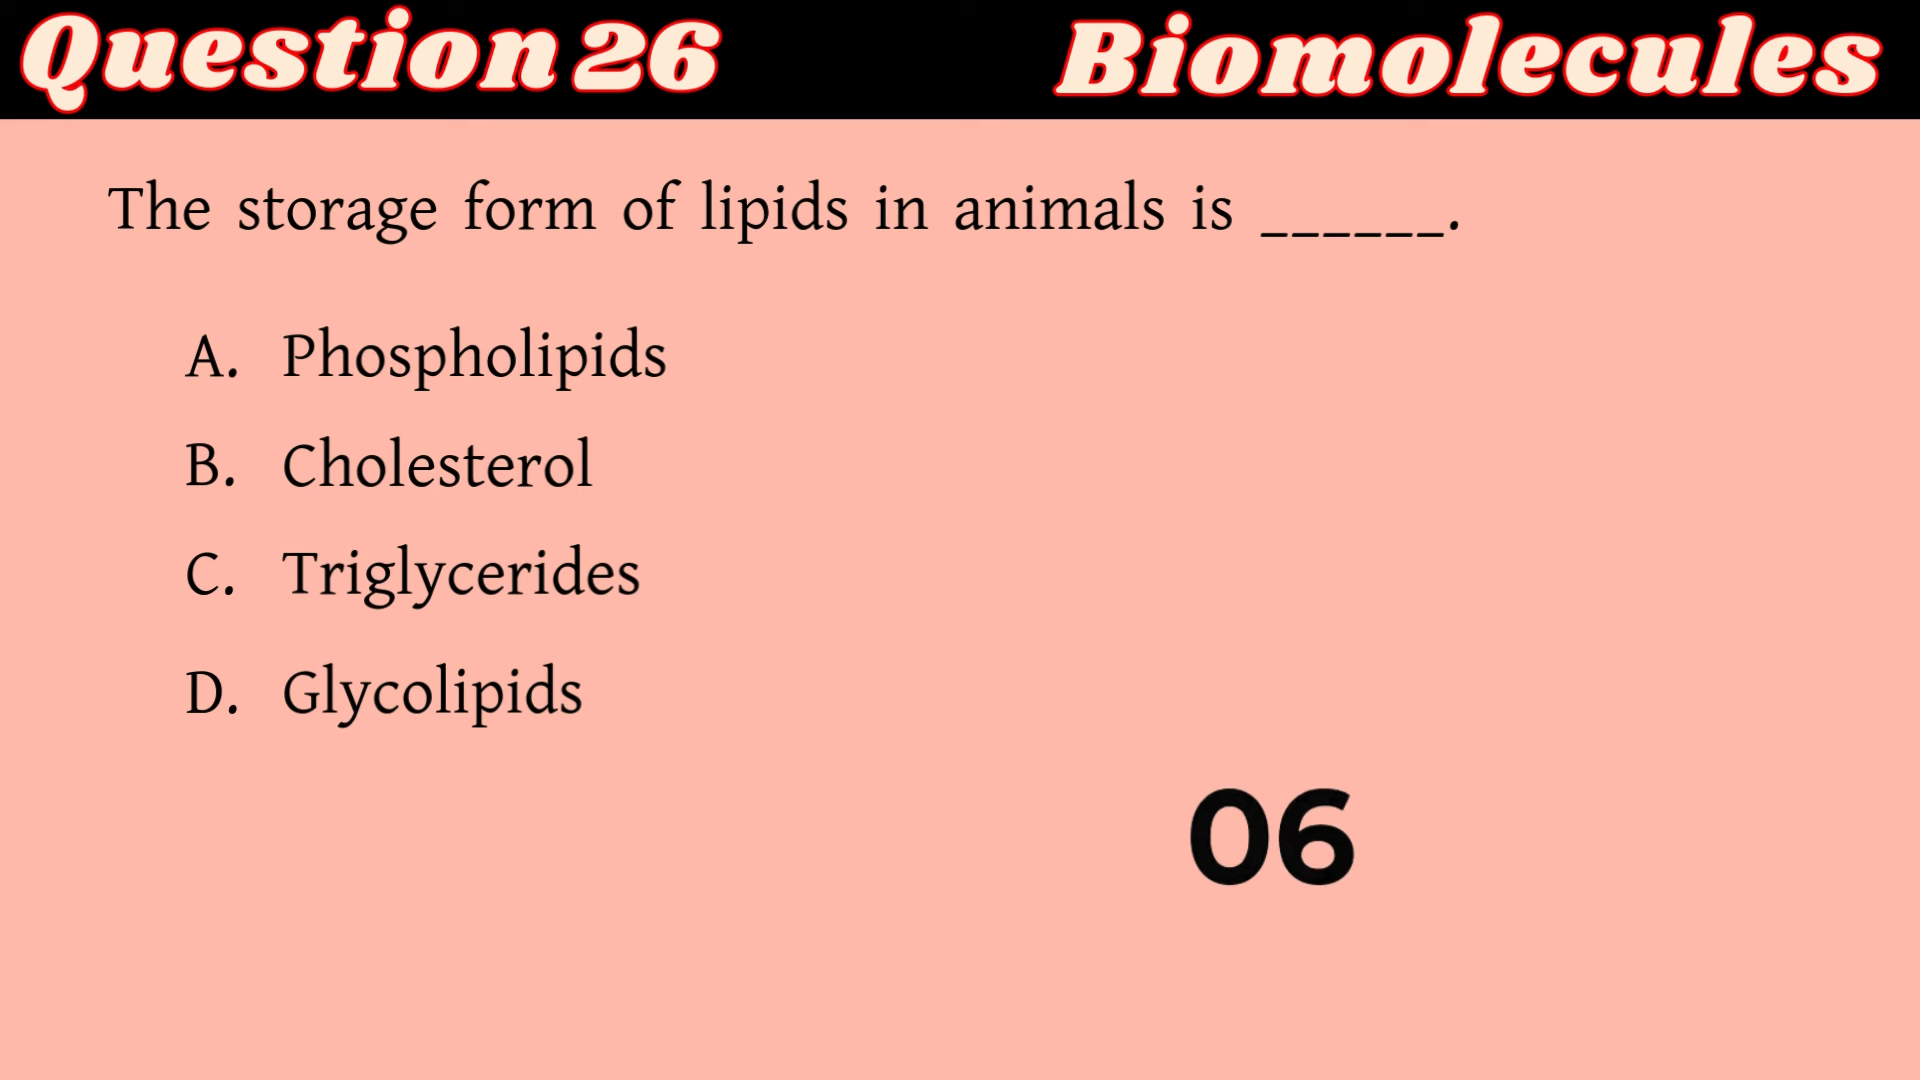 Question 26 Biomolecules
The storage form of lipids in animals is ______.
A. Phospholipids
B. Cholesterol
C. Triglycerides
D. Glycolipids
06